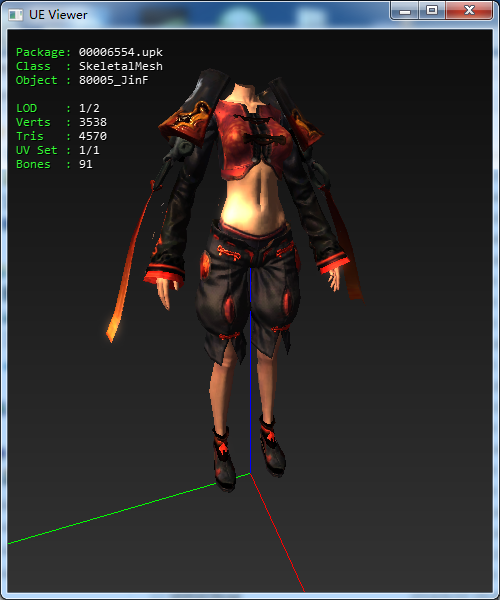 UE Viewer
Package: 00006554.upk
Class : SkeletalMesh
Object : 80005_JinF
LOD : 1/2
Verts : 3538
Tris : 4570
UV Set : 1/1
Bones : 91